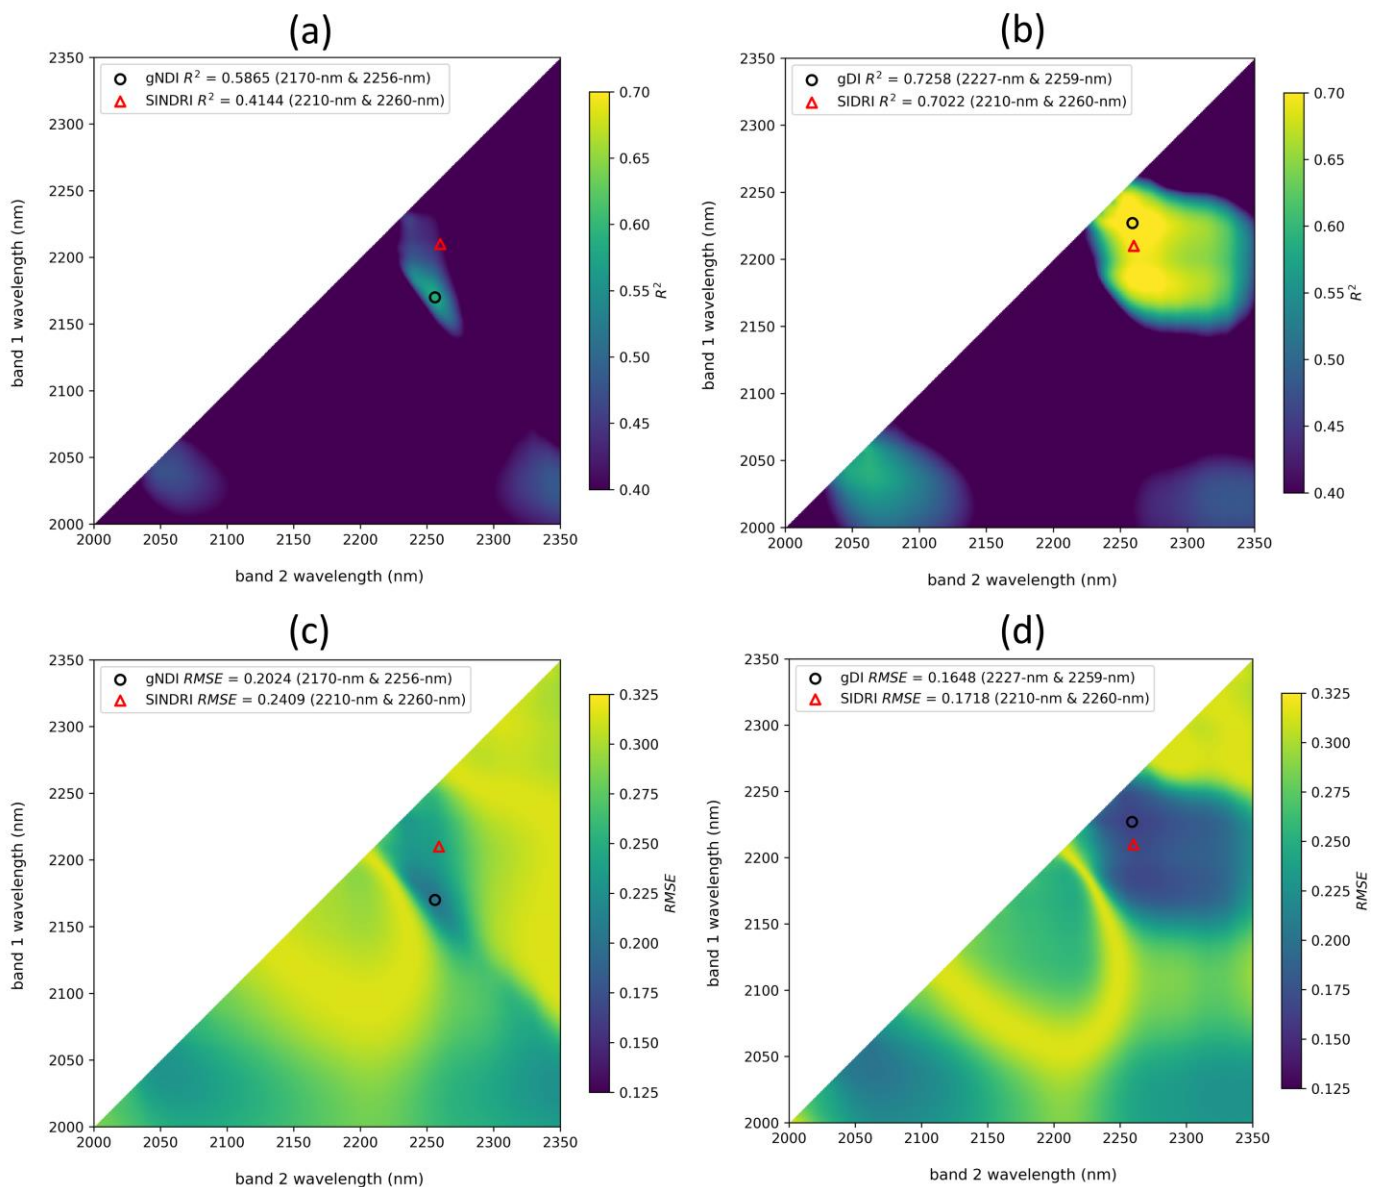 (a)
gNDI R² = 0.5865 (2170-nm & 2256-nm)
SINDRI R² = 0.4144 (2210-nm & 2260-nm)
2350
2300
2250
2200
2150
2100
2050
2000
band 1 wavelength (nm)
2000 2050 2100 2150 2200 2250 2300 2350
band 2 wavelength (nm)
0.70
0.65
0.60
0.55
0.50
0.45
0.40
R²
(b)
gDI R² = 0.7258 (2227-nm & 2259-nm)
SIDRI R² = 0.7022 (2210-nm & 2260-nm)
2350
2300
2250
2200
2150
2100
2050
2000
band 1 wavelength (nm)
2000 2050 2100 2150 2200 2250 2300 2350
band 2 wavelength (nm)
0.70
0.65
0.60
0.55
0.50
0.45
0.40
R²
(c)
gNDI RMSE = 0.2024 (2170-nm & 2256-nm)
SINDRI RMSE = 0.2409 (2210-nm & 2260-nm)
2350
2300
2250
2200
2150
2100
2050
2000
band 1 wavelength (nm)
2000 2050 2100 2150 2200 2250 2300 2350
band 2 wavelength (nm)
0.325
0.300
0.275
0.250
0.225
0.200
0.175
0.150
0.125
RMSE
(d)
gDI RMSE = 0.1648 (2227-nm & 2259-nm)
SIDRI RMSE = 0.1718 (2210-nm & 2260-nm)
2350
2300
2250
2200
2150
2100
2050
2000
band 1 wavelength (nm)
2000 2050 2100 2150 2200 2250 2300 2350
band 2 wavelength (nm)
0.325
0.300
0.275
0.250
0.225
0.200
0.175
0.150
0.125
RMSE